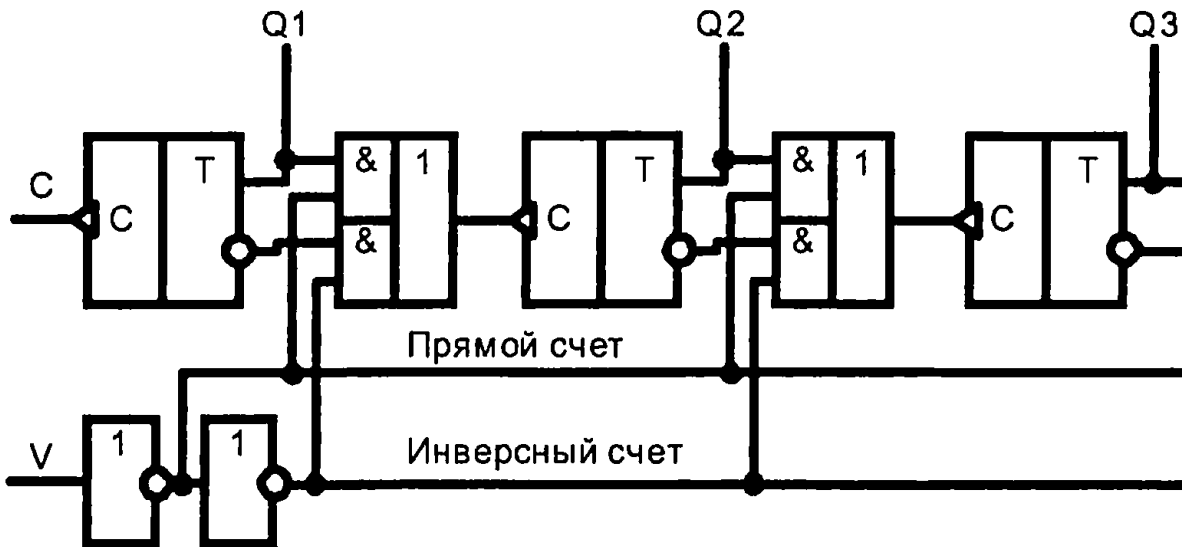 Q1 Q2 Q3
C
C T & 1 C T & 1 C T
& &
Прямой счет
V 1 1
Инверсный счет